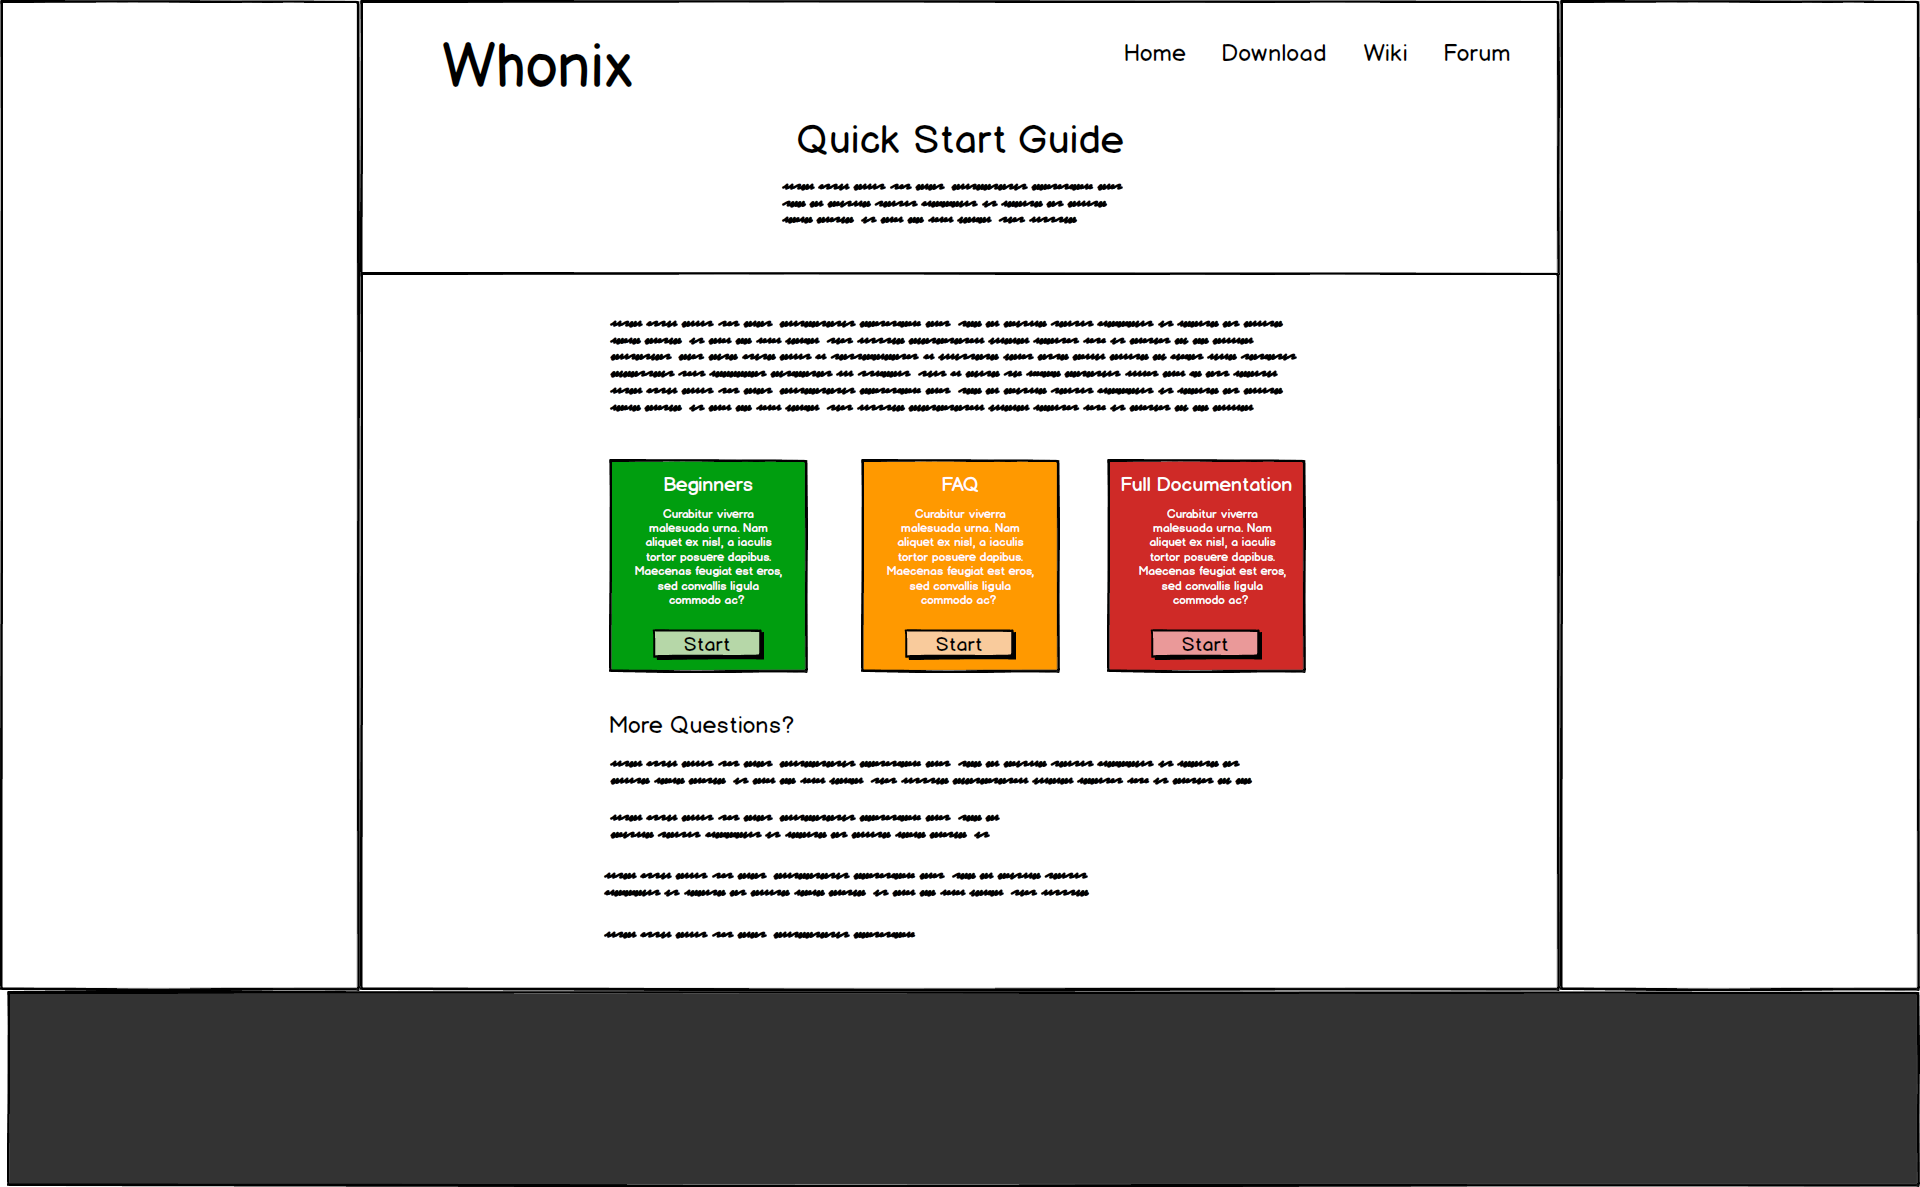 Whonix
Home Download Wiki Forum
Quick Start Guide
Beginners
Curabitur viverra
malesuada urna. Nam
aliquet ex nisl, a iaculis
tortor posuere dapibus.
Maecenas feugiat est eros,
sed convallis ligula
commodo ac?
Start
FAQ
Curabitur viverra
malesuada urna. Nam
aliquet ex nisl, a iaculis
tortor posuere dapibus.
Maecenas feugiat est eros,
sed convallis ligula
commodo ac?
Start
Full Documentation
Curabitur viverra
malesuada urna. Nam
aliquet ex nisl, a iaculis
tortor posuere dapibus.
Maecenas feugiat est eros,
sed convallis ligula
commodo ac?
Start
More Questions?